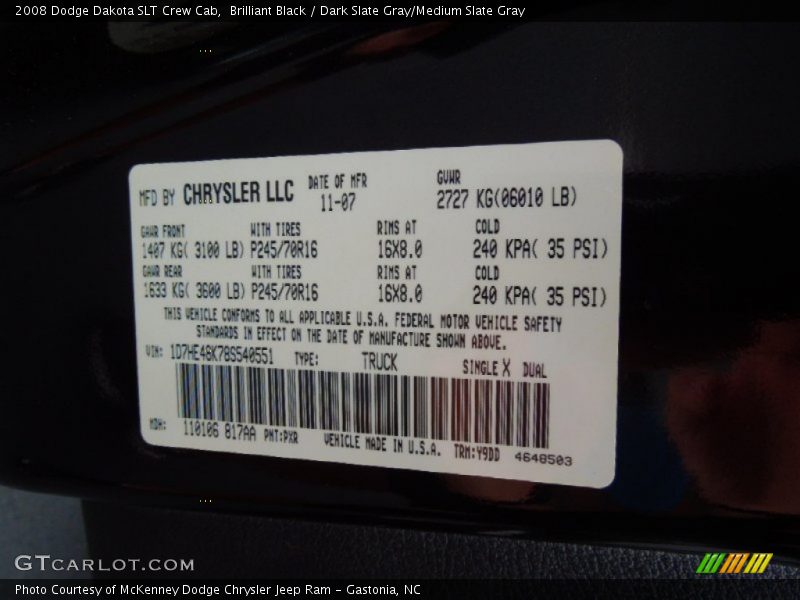 2008 Dodge Dakota SLT Crew Cab, Brilliant Black / Dark Slate Gray/Medium Slate Gray
MFD BY CHRYSLER LLC DATE OF MFR 11-07 GVWR 2727 KG(06010 LB)
GAWR FRONT WITH TIRES RIMS AT COLD
1407 KG( 3100 LB) P245/70R16 16X8.0 240 KPA( 35 PSI)
GAWR REAR WITH TIRES RIMS AT COLD
1633 KG( 3600 LB) P245/70R16 16X8.0 240 KPA( 35 PSI)
THIS VEHICLE CONFORMS TO ALL APPLICABLE U.S.A. FEDERAL MOTOR VEHICLE SAFETY
STANDARDS IN EFFECT ON THE DATE OF MANUFACTURE SHOWN ABOVE.
VIN: 1D7HE48K78S540551 TYPE: TRUCK SINGLE X DUAL
MDH: 110106 817AA PNT:PXR VEHICLE MADE IN U.S.A. TRM:Y9DD 4648503
GTCARLOT.COM
Photo Courtesy of McKenney Dodge Chrysler Jeep Ram – Gastonia, NC